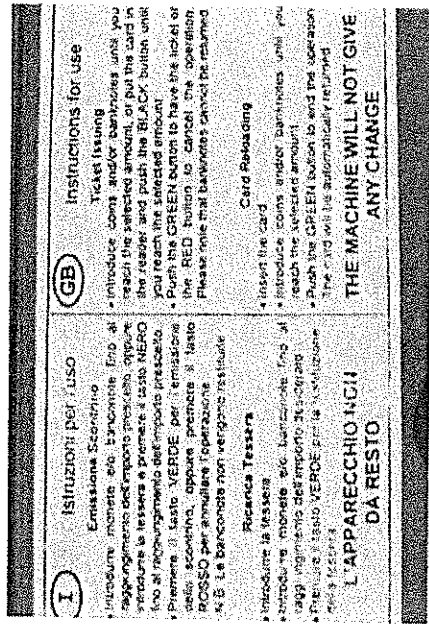 I Istruzioni per l'uso
Emissione Scontrino
• Introdurre monete e/o banconote fino al
raggiungimento dell'importo prescelto oppure
introdurre la tessera e premere il tasto NERO
fino al raggiungimento dell'importo prescelto.
• Premere il tasto VERDE per l'emissione
dello scontrino, oppure premere il tasto
ROSSO per annullare l'operazione.
N.B. Le banconote non vengono restituite
Ricarica Tessera
• Introdurre la tessera
• Introdurre monete e/o banconote fino al
raggiungimento dell'importo desiderato
• Premere il tasto VERDE per la restituzione
della tessera
L'APPARECCHIO NON
DA RESTO
GB Instructions for use
Ticket Issuing
• Introduce coins and/or banknotes until you
reach the selected amount, or put the card in
the reader and push the BLACK button until
you reach the selected amount
• Push the GREEN button to have the ticket or
the RED button to cancel the operation.
Please note that banknotes cannot be returned
Card Reloading
• Insert the card
• Introduce coins and/or banknotes until you
reach the selected amount
• Push the GREEN button to end the operation
The card will be automatically returned
THE MACHINE WILL NOT GIVE
ANY CHANGE